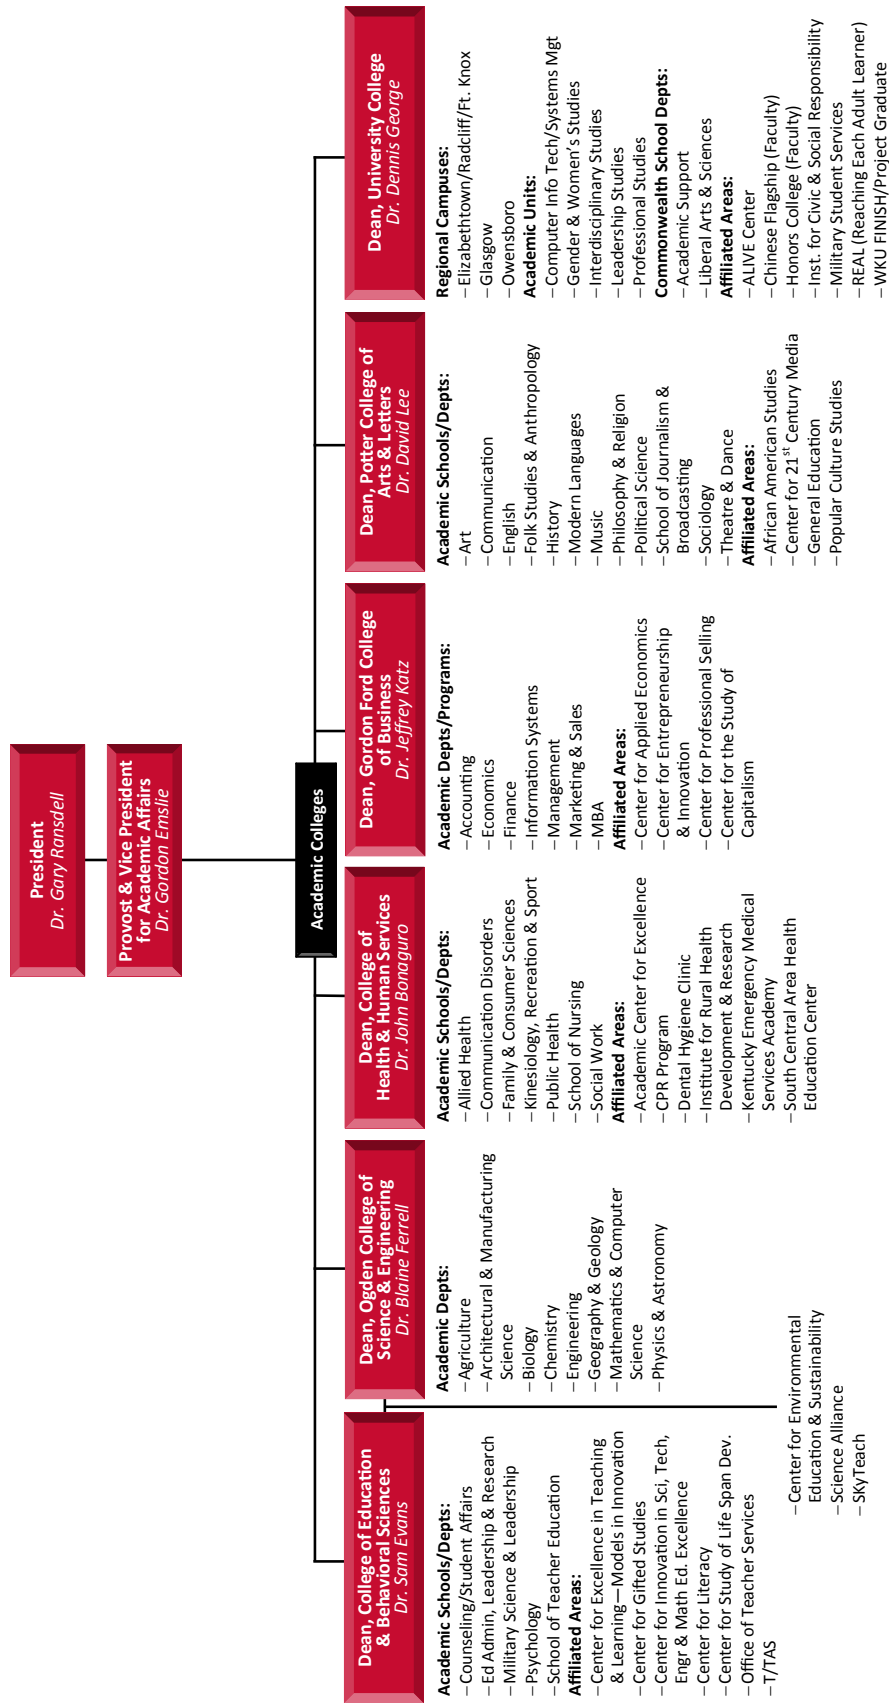 President
Dr. Gary Ransdell
Provost & Vice President
for Academic Affairs
Dr. Gordon Emslie
Academic Colleges
Dean, College of Education
& Behavioral Sciences
Dr. Sam Evans
Academic Schools/Depts:
– Counseling/Student Affairs
– Ed Admin, Leadership & Research
– Military Science & Leadership
– Psychology
– School of Teacher Education
Affiliated Areas:
– Center for Excellence in Teaching
& Learning—Models in Innovation
– Center for Gifted Studies
– Center for Innovation in Sci, Tech,
Engr & Math Ed. Excellence
– Center for Literacy
– Center for Study of Life Span Dev.
– Office of Teacher Services
– T/TAS
– Center for Environmental
Education & Sustainability
– Science Alliance
– SKyTeach
Dean, Ogden College of
Science & Engineering
Dr. Blaine Ferrell
Academic Depts:
– Agriculture
– Architectural & Manufacturing
Science
– Biology
– Chemistry
– Engineering
– Geography & Geology
– Mathematics & Computer
Science
– Physics & Astronomy
Dean, College of
Health & Human Services
Dr. John Bonaguro
Academic Schools/Depts:
– Allied Health
– Communication Disorders
– Family & Consumer Sciences
– Kinesiology, Recreation & Sport
– Public Health
– School of Nursing
– Social Work
Affiliated Areas:
– Academic Center for Excellence
– CPR Program
– Dental Hygiene Clinic
– Institute for Rural Health
Development & Research
– Kentucky Emergency Medical
Services Academy
– South Central Area Health
Education Center
Dean, Gordon Ford College
of Business
Dr. Jeffrey Katz
Academic Depts/Programs:
– Accounting
– Economics
– Finance
– Information Systems
– Management
– Marketing & Sales
– MBA
Affiliated Areas:
– Center for Applied Economics
– Center for Entrepreneurship
& Innovation
– Center for Professional Selling
– Center for the Study of
Capitalism
Dean, Potter College of
Arts & Letters
Dr. David Lee
Academic Schools/Depts:
– Art
– Communication
– English
– Folk Studies & Anthropology
– History
– Modern Languages
– Music
– Philosophy & Religion
– Political Science
– School of Journalism &
Broadcasting
– Sociology
– Theatre & Dance
Affiliated Areas:
– African American Studies
– Center for 21st Century Media
– General Education
– Popular Culture Studies
Dean, University College
Dr. Dennis George
Regional Campuses:
– Elizabethtown/Radcliff/Ft. Knox
– Glasgow
– Owensboro
Academic Units:
– Computer Info Tech/Systems Mgt
– Gender & Women's Studies
– Interdisciplinary Studies
– Leadership Studies
– Professional Studies
Commonwealth School Depts:
– Academic Support
– Liberal Arts & Sciences
Affiliated Areas:
– ALIVE Center
– Chinese Flagship (Faculty)
– Honors College (Faculty)
– Inst. for Civic & Social Responsibility
– Military Student Services
– REAL (Reaching Each Adult Learner)
– WKU FINISH/Project Graduate